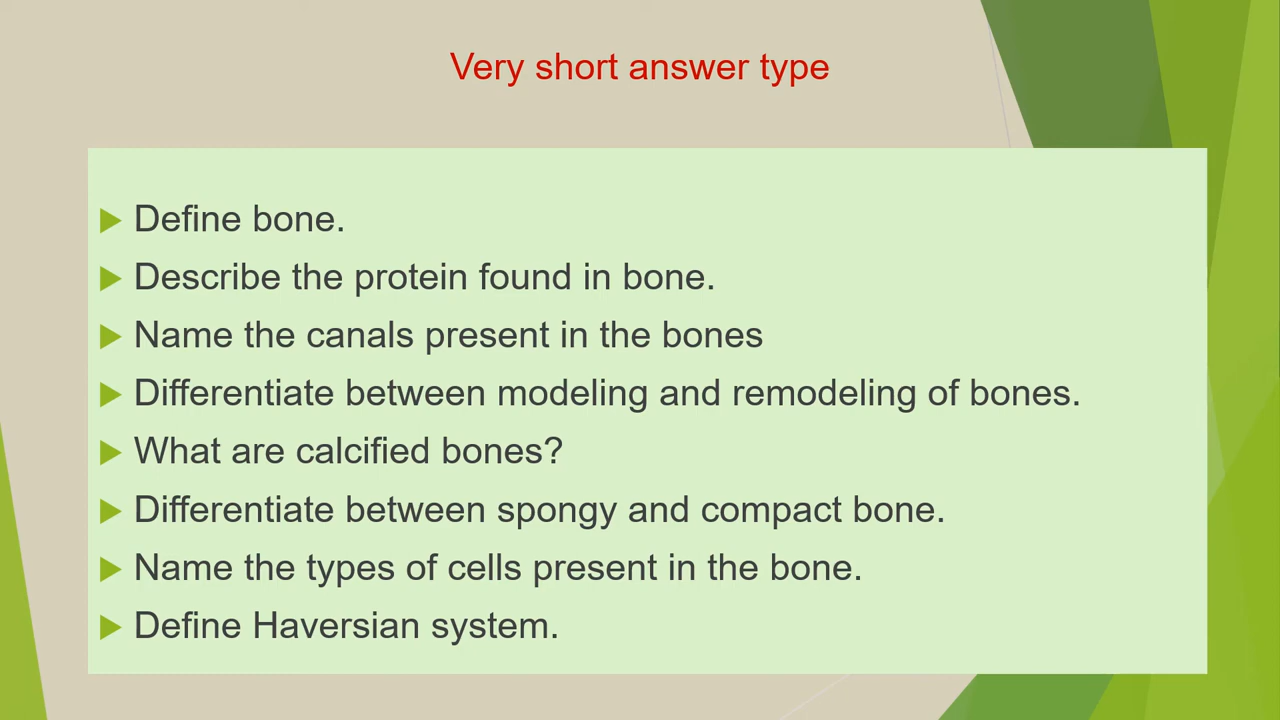 Very short answer type
Define bone.
Describe the protein found in bone.
Name the canals present in the bones
Differentiate between modeling and remodeling of bones.
What are calcified bones?
Differentiate between spongy and compact bone.
Name the types of cells present in the bone.
Define Haversian system.